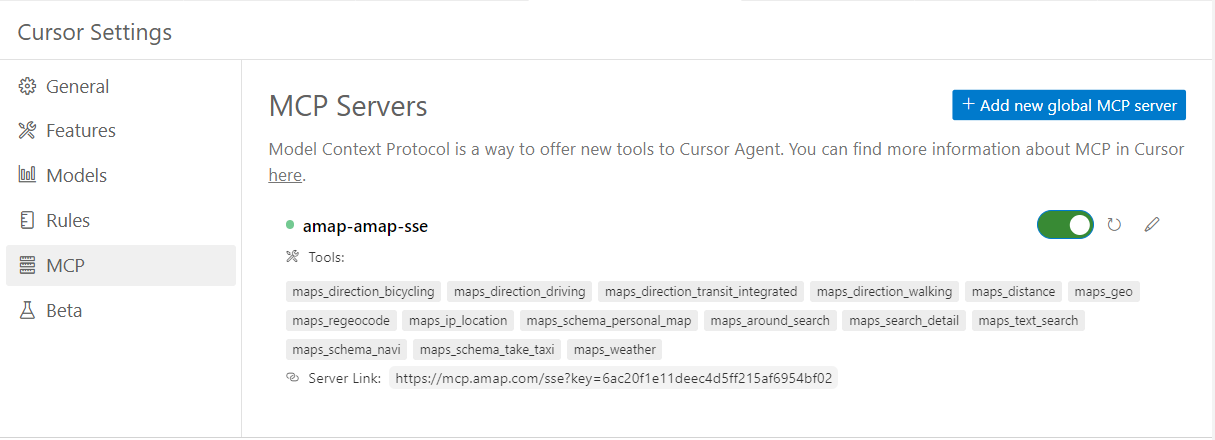 Cursor Settings
General
Features
Models
Rules
MCP
Beta
MCP Servers
+ Add new global MCP server
Model Context Protocol is a way to offer new tools to Cursor Agent. You can find more information about MCP in Cursor
here.
amap-amap-sse
Tools:
maps_direction_bicycling maps_direction_driving maps_direction_transit_integrated maps_direction_walking maps_distance maps_geo
maps_regeocode maps_ip_location maps_schema_personal_map maps_around_search maps_search_detail maps_text_search
maps_schema_navi maps_schema_take_taxi maps_weather
Server Link: https://mcp.amap.com/sse?key=6ac20f1e11deec4d5ff215af6954bf02